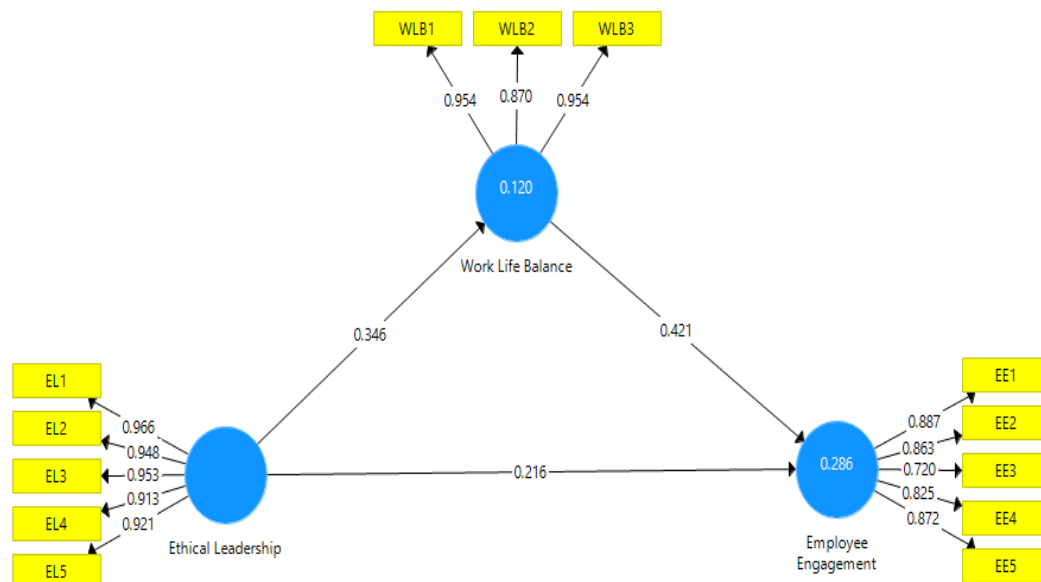 WLB1 WLB2 WLB3
0.954 0.870 0.954
0.120
Work Life Balance
0.346 0.421
EL1
EL2
EL3
EL4
EL5
0.966
0.948
0.953
0.913
0.921
Ethical Leadership
0.216
0.286
Employee
Engagement
0.887
0.863
0.720
0.825
0.872
EE1
EE2
EE3
EE4
EE5